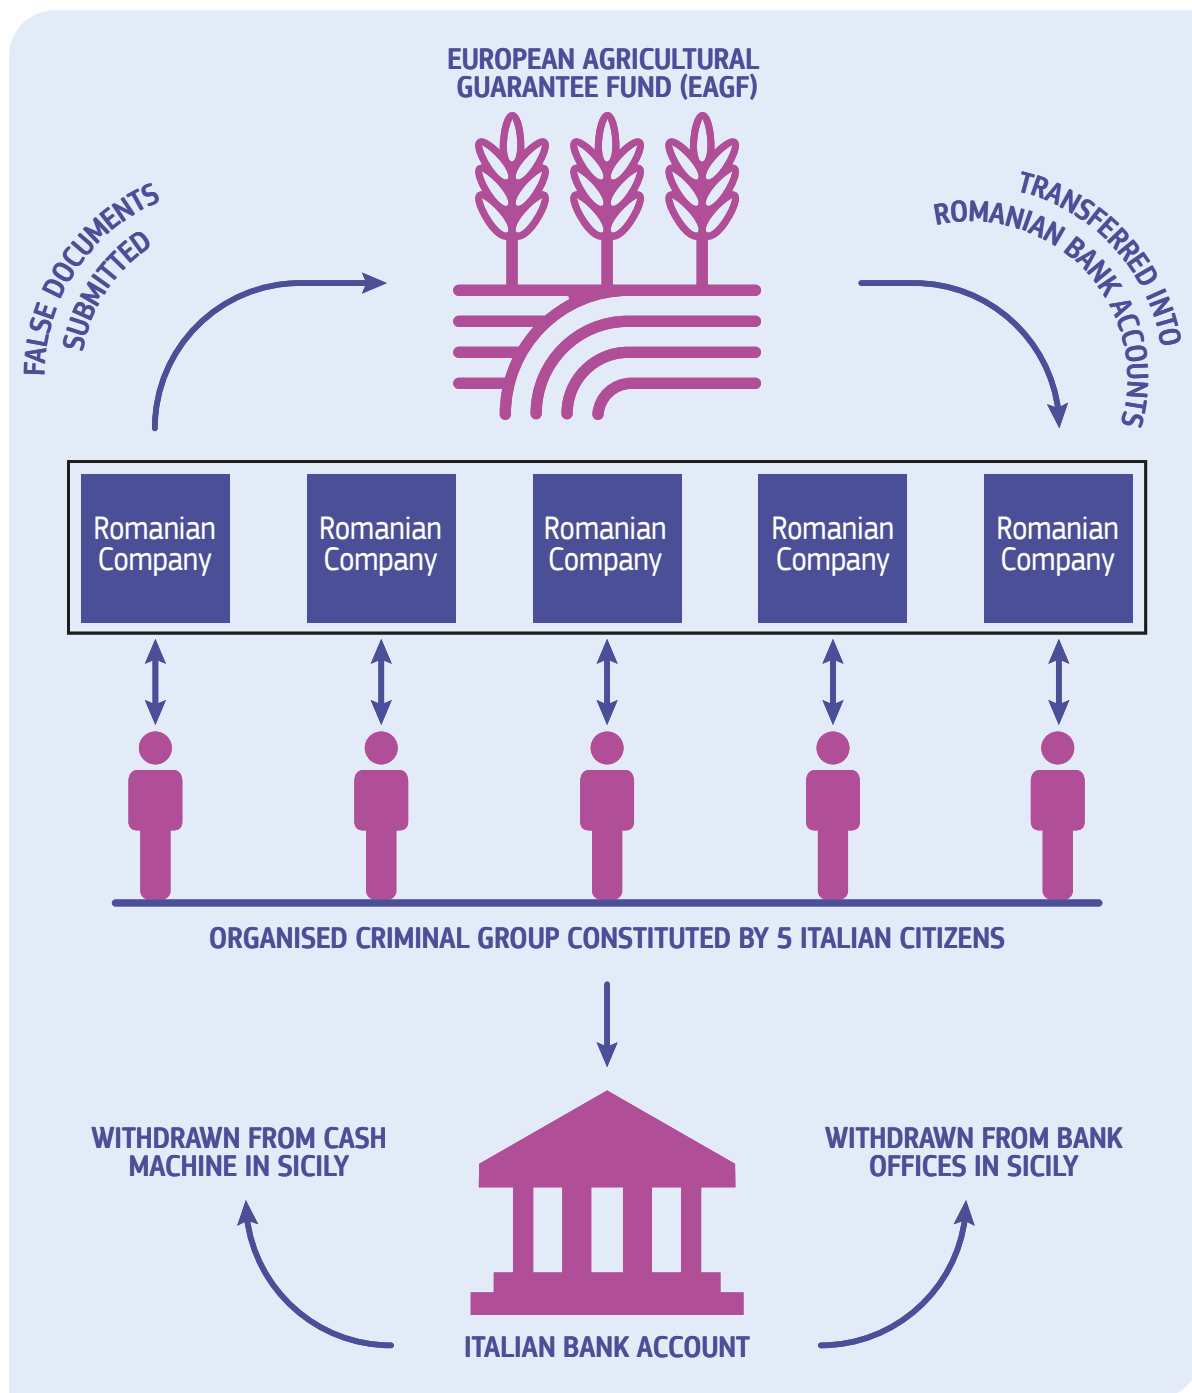 EUROPEAN AGRICULTURAL
GUARANTEE FUND (EAGF)
FALSE DOCUMENTS
SUBMITTED
TRANSFERRED INTO
ROMANIAN BANK ACCOUNTS
Romanian
Company
Romanian
Company
Romanian
Company
Romanian
Company
Romanian
Company
ORGANISED CRIMINAL GROUP CONSTITUTED BY 5 ITALIAN CITIZENS
WITHDRAWN FROM CASH
MACHINE IN SICILY
WITHDRAWN FROM BANK
OFFICES IN SICILY
ITALIAN BANK ACCOUNT